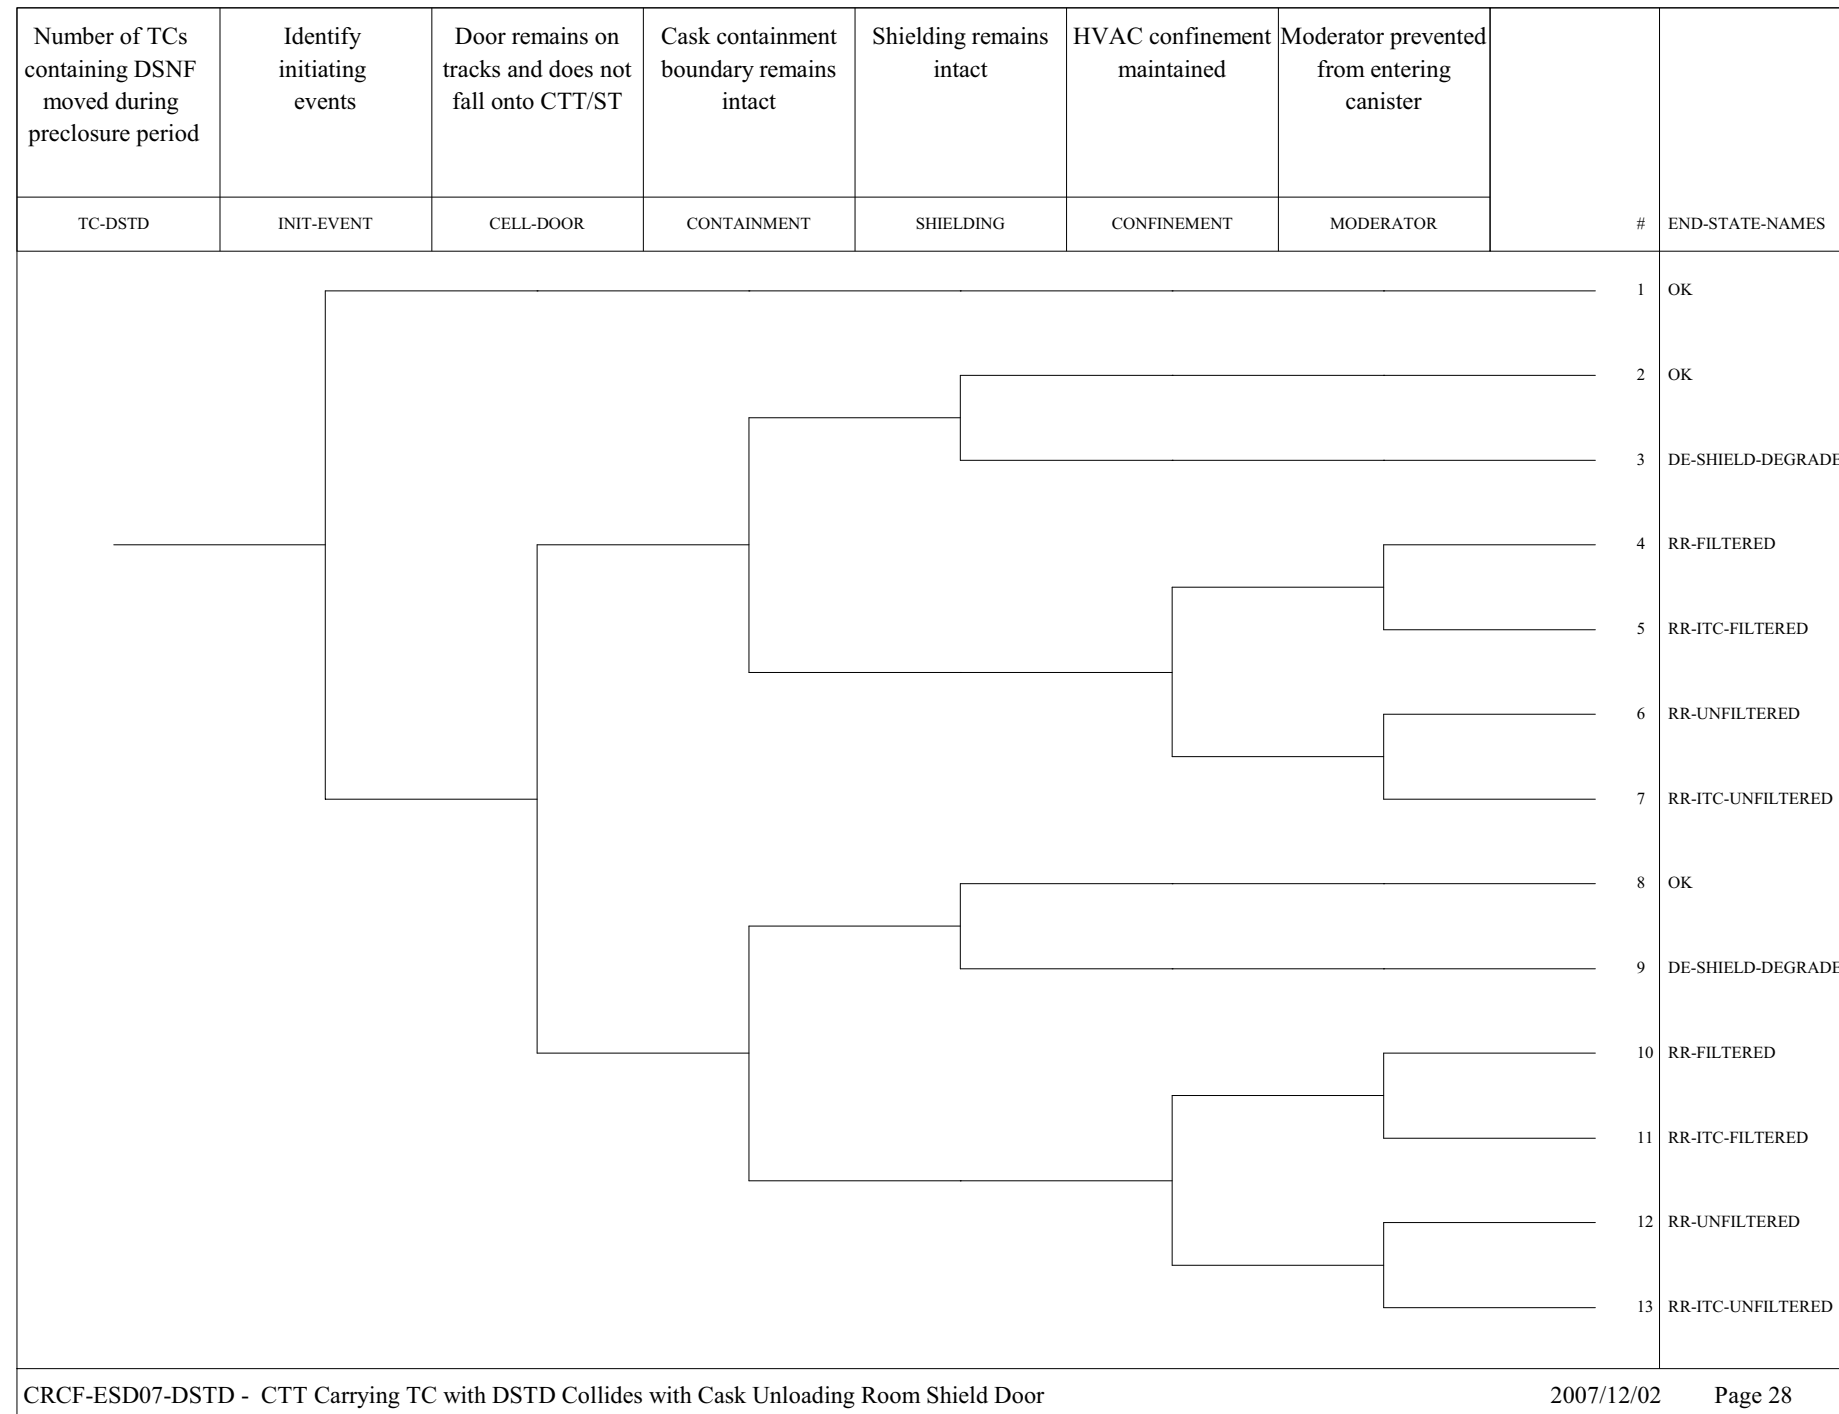 Number of TCs
containing DSNF
moved during
preclosure period
Identify
initiating
events
Door remains on
tracks and does not
fall onto CTT/ST
Cask containment
boundary remains
intact
Shielding remains
intact
HVAC confinement
maintained
Moderator prevented
from entering
canister
TC-DSTD
INIT-EVENT
CELL-DOOR
CONTAINMENT
SHIELDING
CONFINEMENT
MODERATOR
#
END-STATE-NAMES
1 OK
2 OK
3 DE-SHIELD-DEGRADE
4 RR-FILTERED
5 RR-ITC-FILTERED
6 RR-UNFILTERED
7 RR-ITC-UNFILTERED
8 OK
9 DE-SHIELD-DEGRADE
10 RR-FILTERED
11 RR-ITC-FILTERED
12 RR-UNFILTERED
13 RR-ITC-UNFILTERED
CRCF-ESD07-DSTD - CTT Carrying TC with DSTD Collides with Cask Unloading Room Shield Door 2007/12/02 Page 28